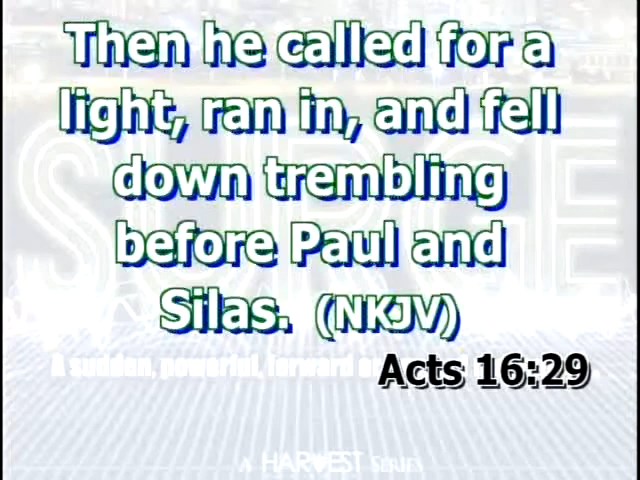 Then he called for a
light, ran in, and fell
down trembling
before Paul and
Silas. (NKJV)
SURGE
A sudden, powerful, forward
Acts 16:29
A HARVEST SERIES